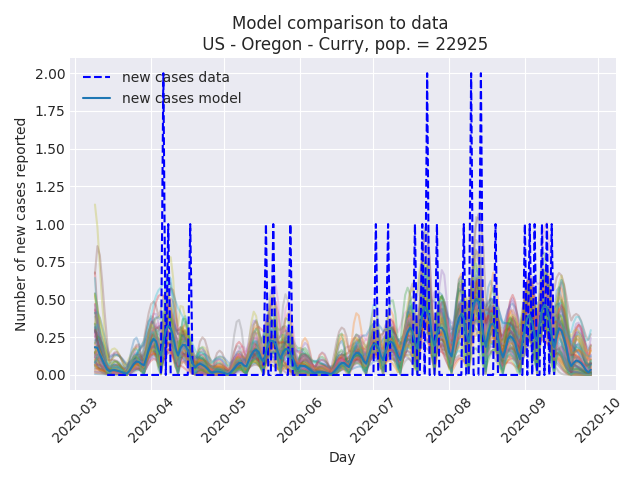 Model comparison to data
US - Oregon - Curry, pop. = 22925
new cases data
new cases model
Number of new cases reported
2.00
1.75
1.50
1.25
1.00
0.75
0.50
0.25
0.00
2020-03
2020-04
2020-05
2020-06
2020-07
2020-08
2020-09
2020-10
Day